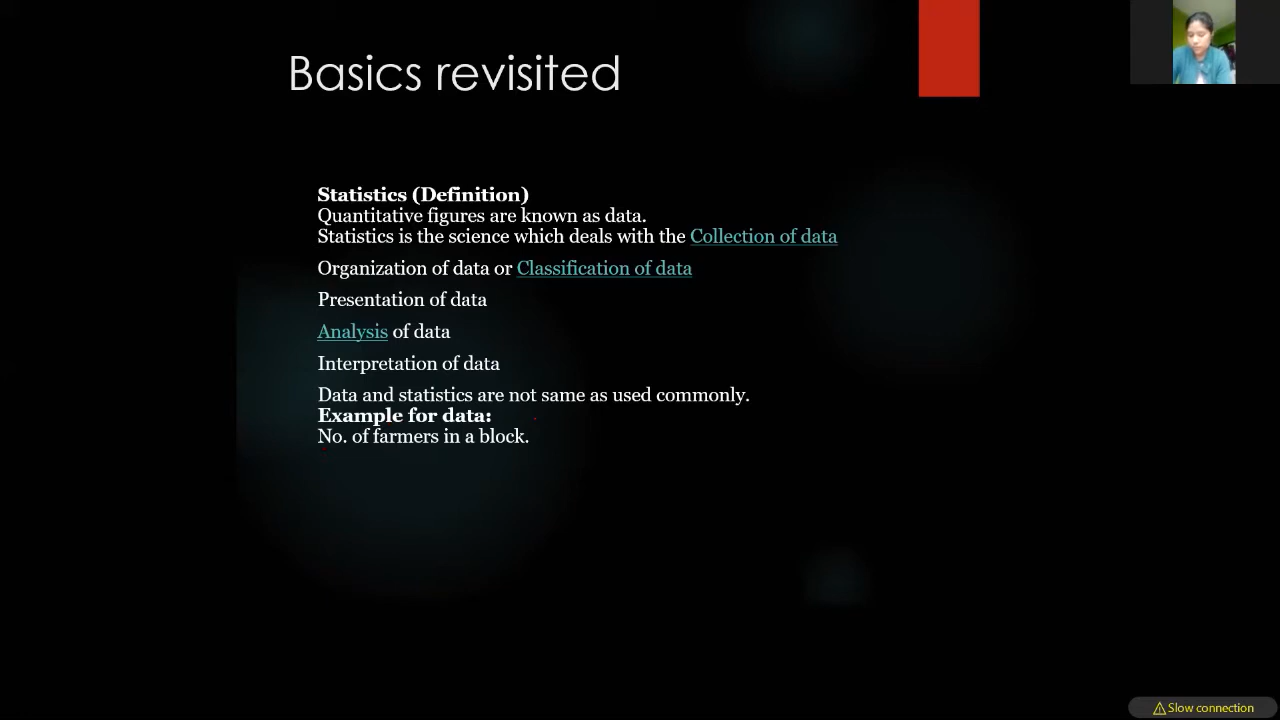 Basics revisited
Statistics (Definition)
Quantitative figures are known as data.
Statistics is the science which deals with the Collection of data
Organization of data or Classification of data
Presentation of data
Analysis of data
Interpretation of data
Data and statistics are not same as used commonly.
Example for data:
No. of farmers in a block.
Slow connection